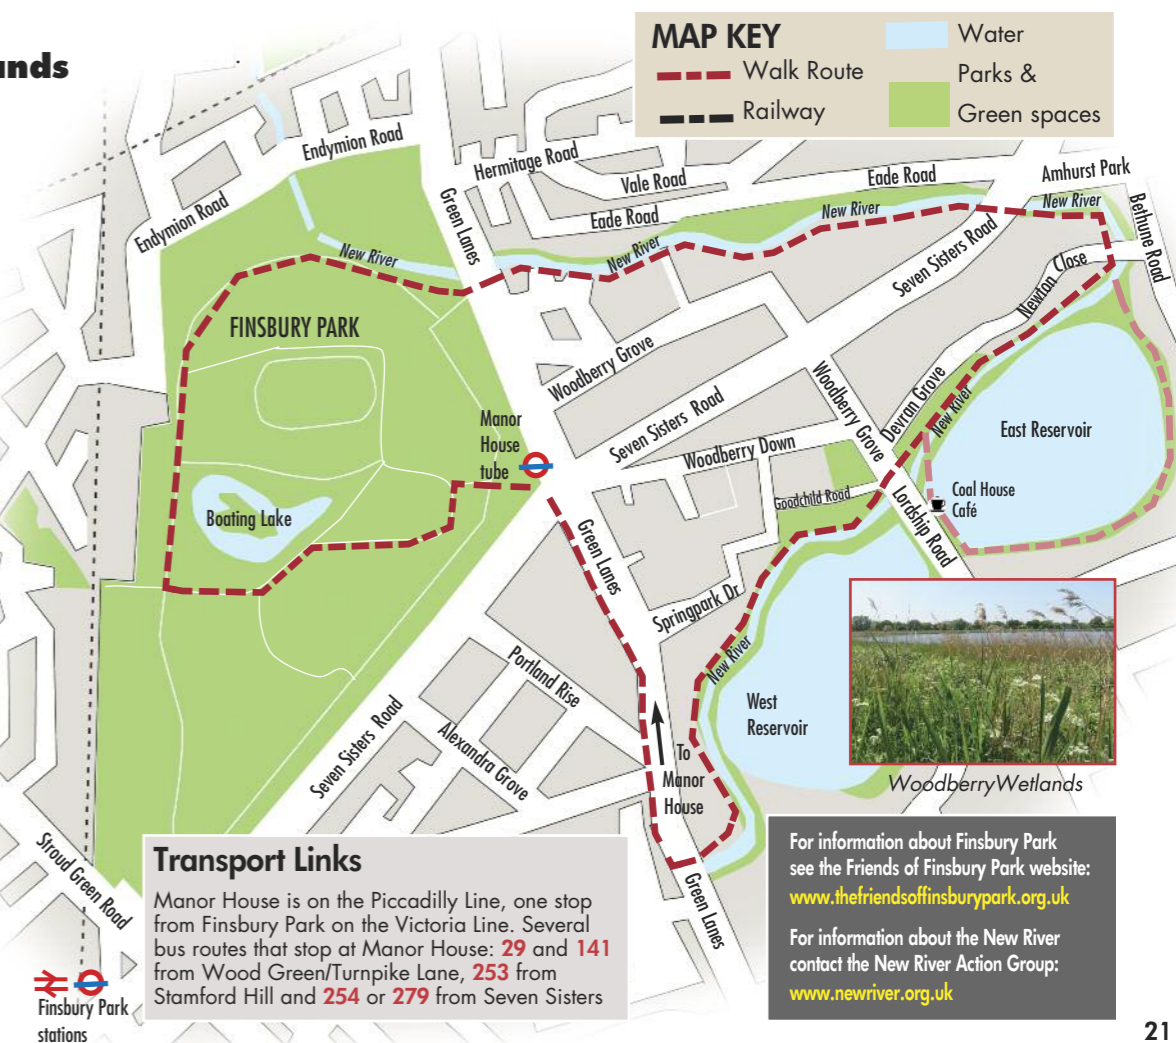 ands
MAP KEY
Walk Route
Railway
Water
Parks &
Green spaces
Endymion Road
Endymion Road
Hermitage Road
Vale Road
Eade Road
Eade Road
Amhurst Park
Bethune Road
Green Lanes
New River
New River
New River
New River
Seven Sisters Road
Newton Close
FINSBURY PARK
Woodberry Grove
Woodberry Grove
Devran Grove
New River
East Reservoir
Manor
House
tube
Seven Sisters Road
Woodberry Down
Goodchild Road
Coal House
Café
Lordship Road
Boating Lake
Green Lanes
Springpark Dr
New River
Portland Rise
West
Reservoir
Seven Sisters Road
Alexandra Grove
To
Manor
House
WoodberryWetlands
Green Lanes
Stroud Green Road
Finsbury Park
stations
Transport Links
Manor House is on the Piccadilly Line, one stop
from Finsbury Park on the Victoria Line. Several
bus routes that stop at Manor House: 29 and 141
from Wood Green/Turnpike Lane, 253 from
Stamford Hill and 254 or 279 from Seven Sisters
For information about Finsbury Park
see the Friends of Finsbury Park website:
www.thefriendsoffinsburypark.org.uk
For information about the New River
contact the New River Action Group:
www.newriver.org.uk
21